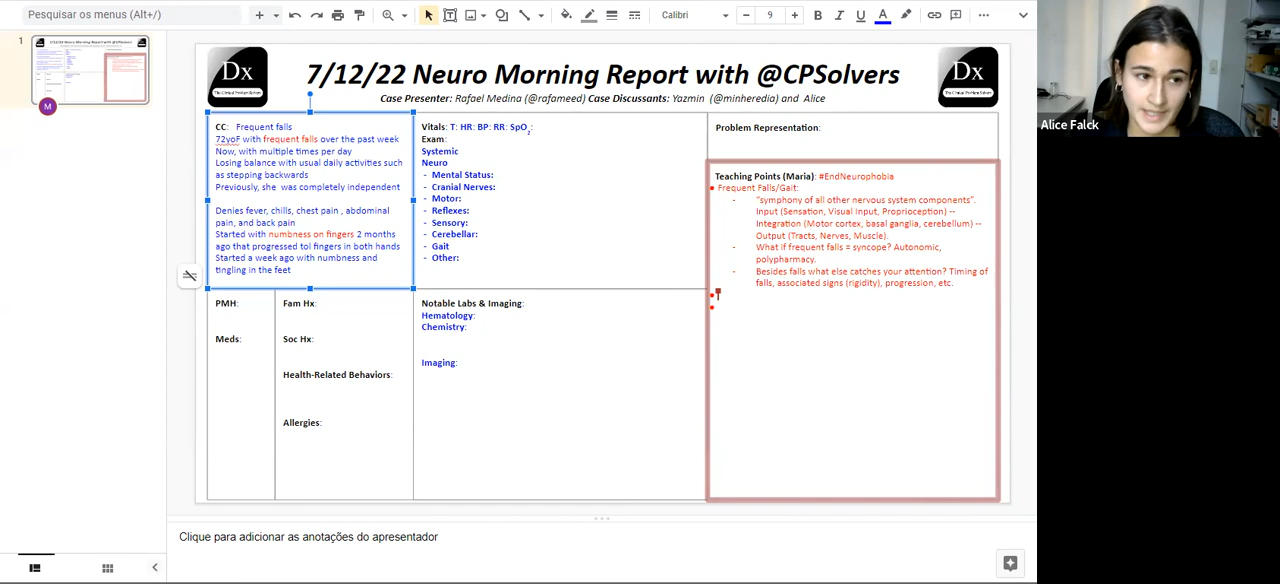 Pesquisar os menus (Alt+/)
Calibri
9
B I U A
1
M
Dx
The Clinical Problem Solvers
7/12/22 Neuro Morning Report with @CPSolvers
Case Presenter: Rafael Medina (@rafameed) Case Discussants: Yazmin (@minheredia) and Alice
Dx
The Clinical Problem Solvers
CC: Frequent falls
72yoF with frequent falls over the past week
Now, with multiple times per day
Losing balance with usual daily activities such
as stepping backwards
Previously, she was completely independent
Denies fever, chills, chest pain , abdominal
pain, and back pain
Started with numbness on fingers 2 months
ago that progressed tol fingers in both hands
Started a week ago with numbness and
tingling in the feet
PMH:
Meds:
Fam Hx:
Soc Hx:
Health-Related Behaviors:
Allergies:
Vitals: T: HR: BP: RR: SpO2:
Exam:
Systemic
Neuro
- Mental Status:
- Cranial Nerves:
- Motor:
- Reflexes:
- Sensory:
- Cerebellar:
- Gait
- Other:
Notable Labs & Imaging:
Hematology:
Chemistry:
Imaging:
Problem Representation:
Teaching Points (Maria): #EndNeurophobia
Frequent Falls/Gait:
- "symphony of all other nervous system components".
Input (Sensation, Visual Input, Proprioception) --
Integration (Motor cortex, basal ganglia, cerebellum) --
Output (Tracts, Nerves, Muscle).
- What if frequent falls = syncope? Autonomic,
polypharmacy.
- Besides falls what else catches your attention? Timing of
falls, associated signs (rigidity), progression, etc.
Clique para adicionar as anotações do apresentador
Alice Falck